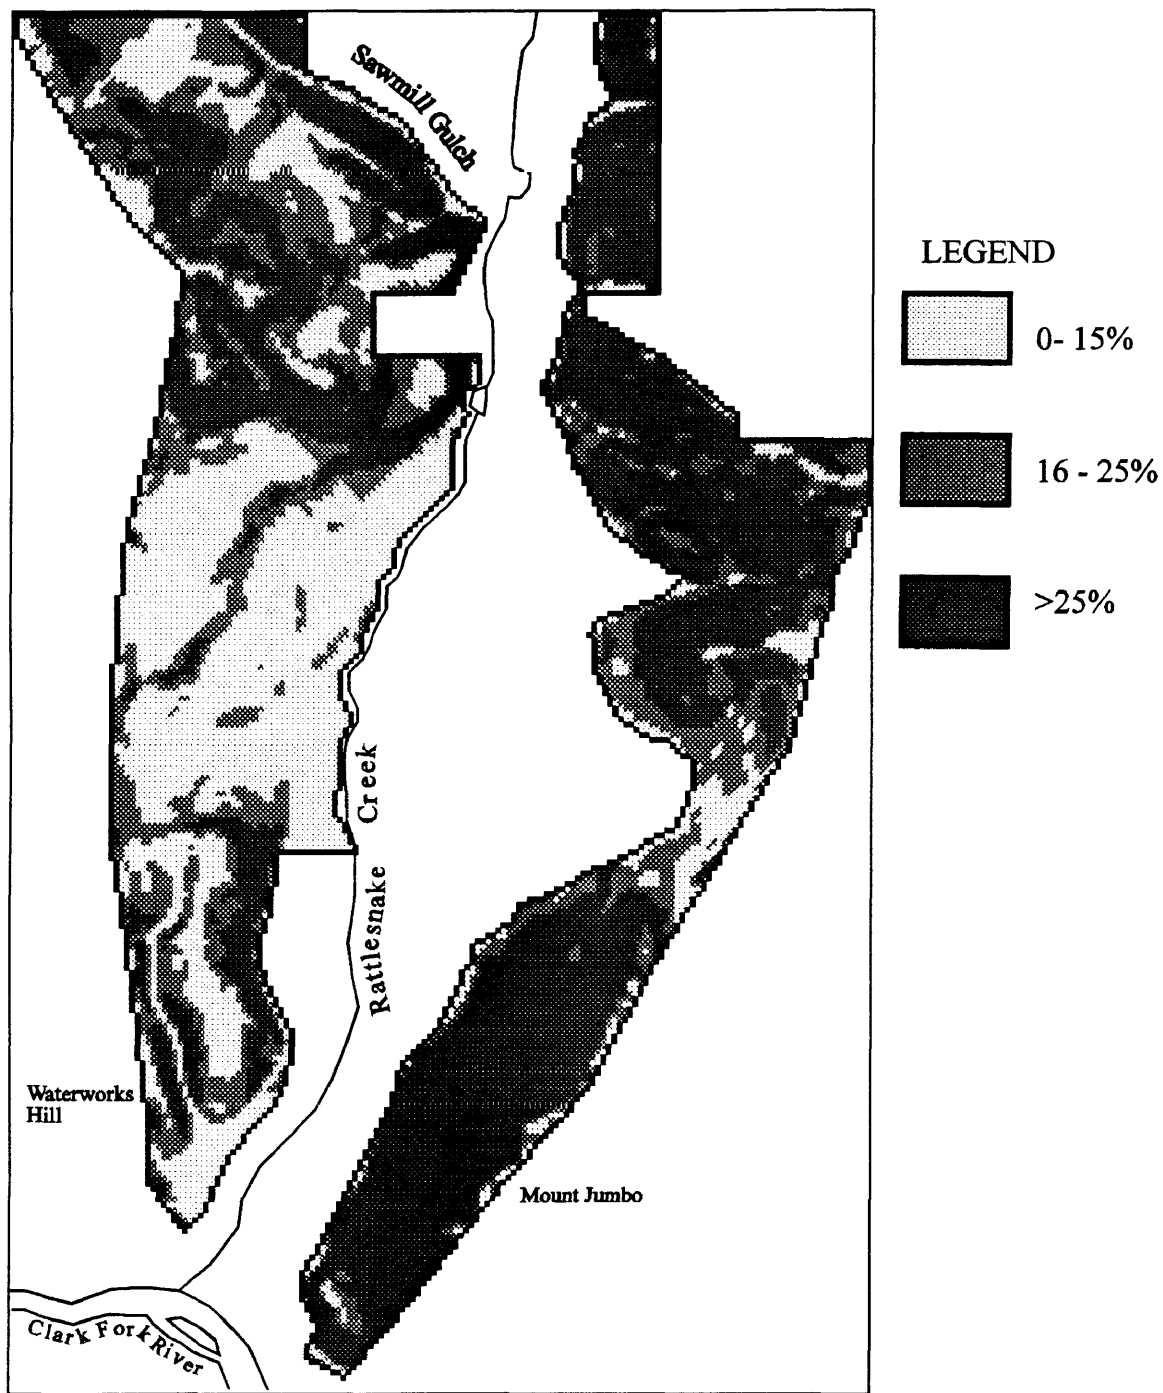 Sawmill Gulch
LEGEND
0- 15%
16 - 25%
>25%
Creek
Rattlesnake
Waterworks
Hill
Mount Jumbo
Clark Fork River